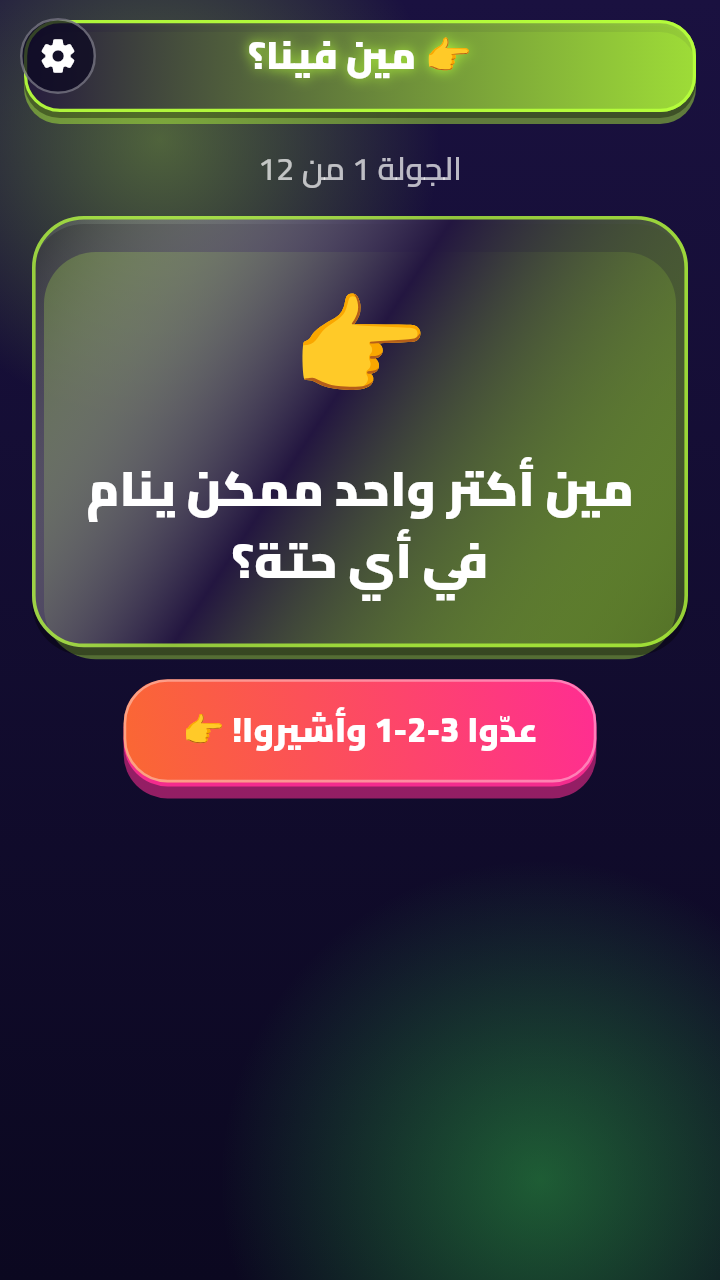 👉 مين فينا؟
الجولة 1 من 12
👉
مين أكتر واحد ممكن ينام
في أي حتة؟
عدّوا 3-2-1 وأشيروا! 👉